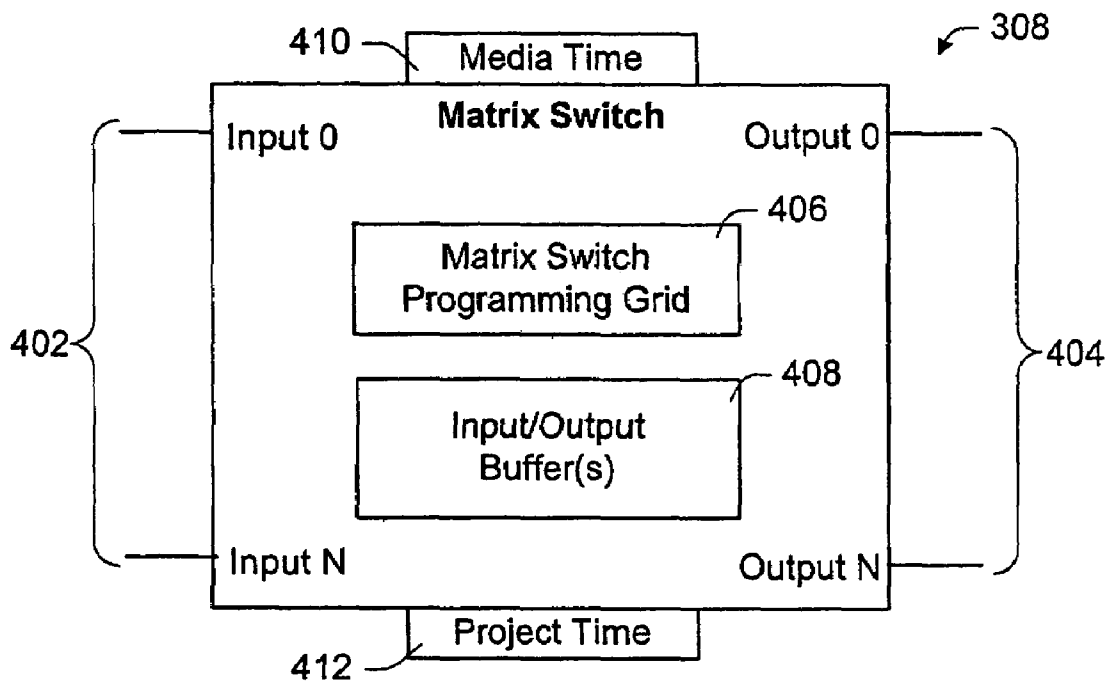 410
Media Time
308
Matrix Switch
Input 0
Output 0
406
Matrix Switch
Programming Grid
402
404
408
Input/Output
Buffer(s)
Input N
Output N
Project Time
412